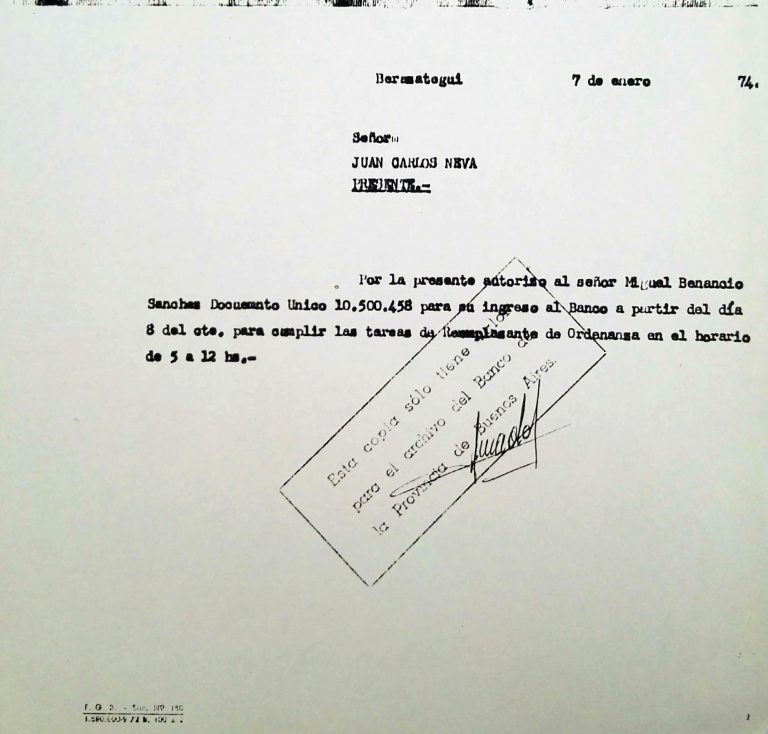 Berazategui 7 de enero 74.
Señor
JUAN CARLOS NEVA
PRESENTE.-
Por la presente autorizo al señor Miguel Benancio
Sanches Documento Unico 10.500.458 para su ingreso al Banco a partir del día
8 del cte. para cumplir las tareas de Reemplasante de Ordenansa en el horario
de 5 a 12 hs.-
Esta copia sólo tiene valor
para el archivo del Banco de
la Provincia de Buenos Aires.